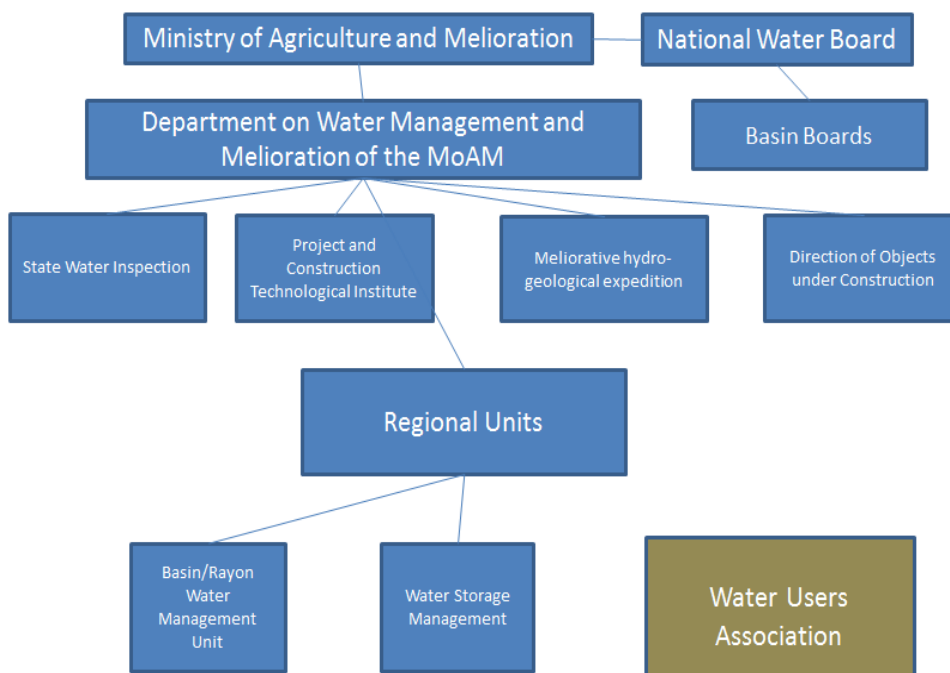 Ministry of Agriculture and Melioration
National Water Board
Department on Water Management and
Melioration of the MoAM
Basin Boards
State Water Inspection
Project and
Construction
Technological Institute
Meliorative hydro-
geological expedition
Direction of Objects
under Construction
Regional Units
Basin/Rayon
Water
Management
Unit
Water Storage
Management
Water Users
Association